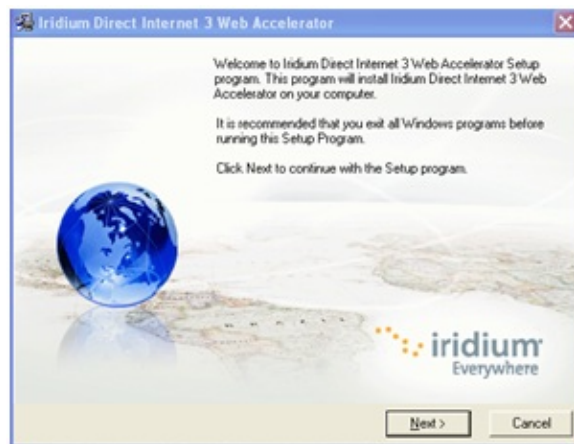 Iridium Direct Internet 3 Web Accelerator
Welcome to Iridium Direct Internet 3 Web Accelerator Setup
program. This program will install Iridium Direct Internet 3 Web
Accelerator on your computer.
It is recommended that you exit all Windows programs before
running this Setup Program.
Click Next to continue with the Setup program.
iridium
Everywhere
Next >
Cancel